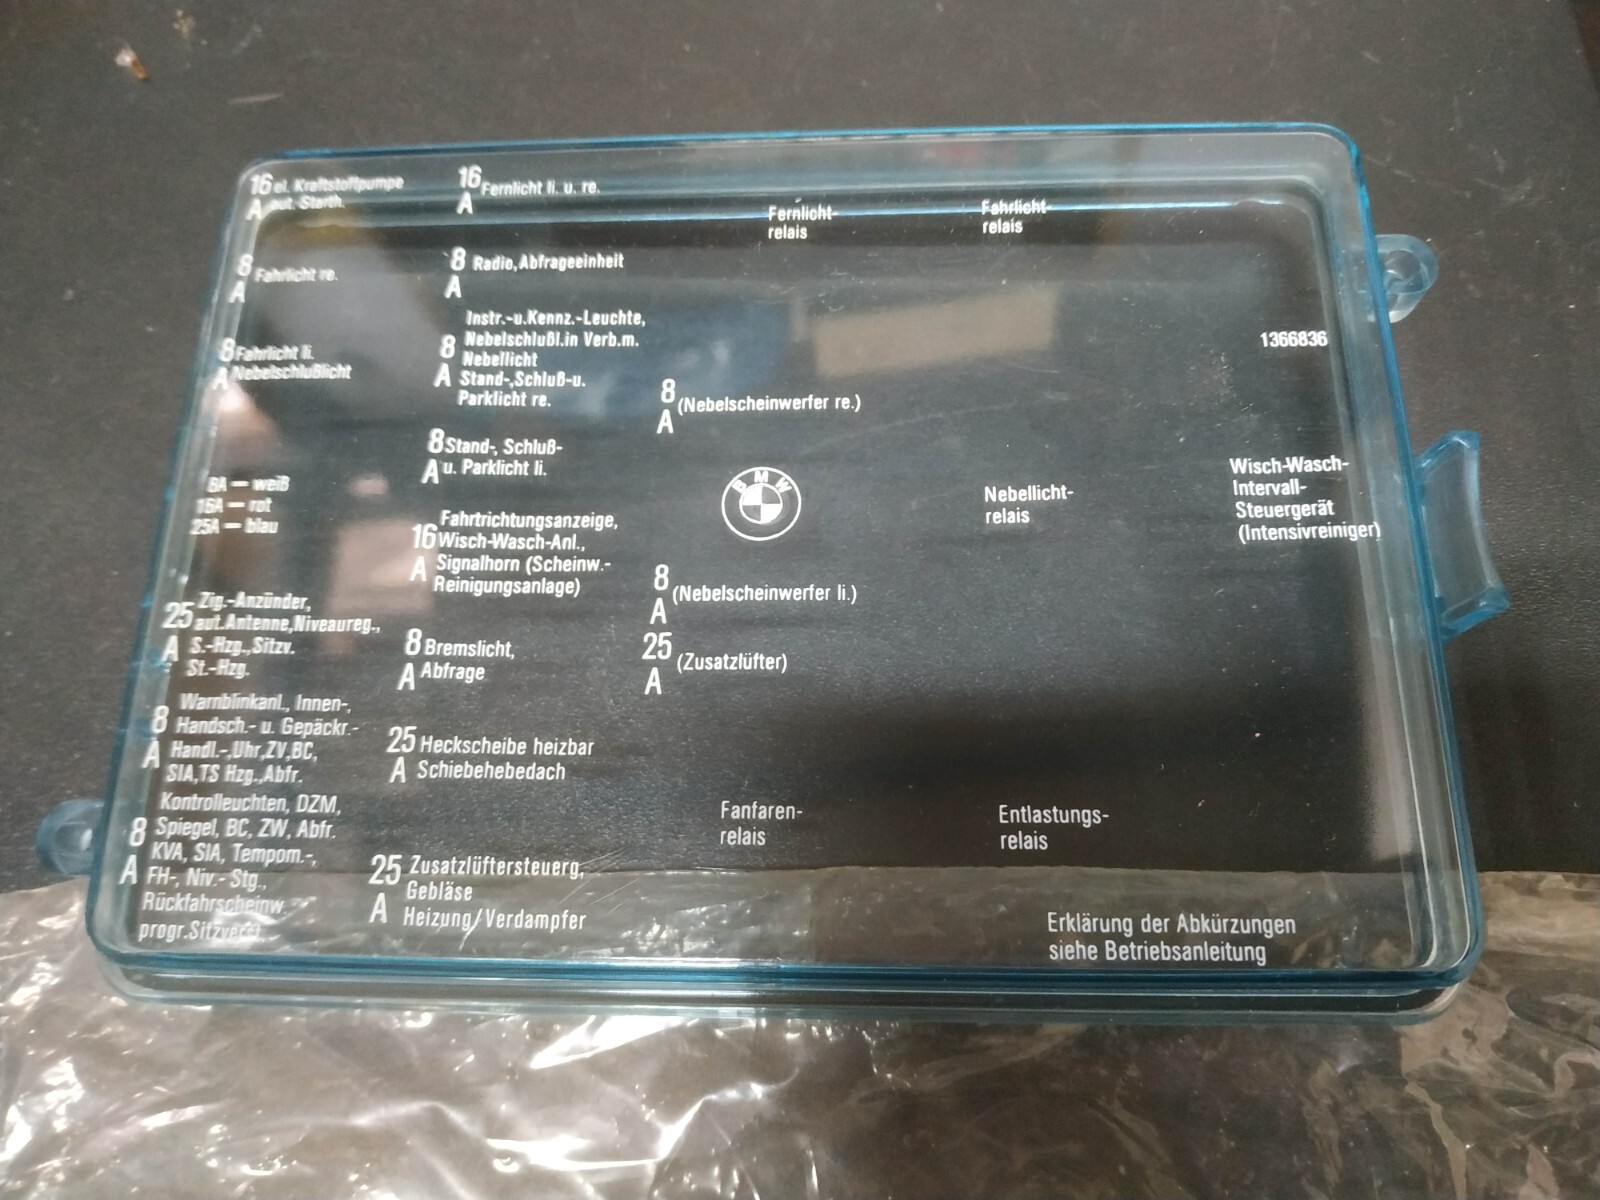 16 A el. Kraftstoffpumpe
aut. Starth.
8 A Fahrlicht re.
8 A Fahrlicht li.
Nebelschlußlicht
8A — weiß
16A — rot
25A — blau
25 A Zig.-Anzünder,
aut.Antenne,Niveaureg.,
S.-Hzg.,Sitzv.
St.-Hzg.
8 A Warnblinkanl., Innen-,
Handsch.- u. Gepäckr.-
Handl.-,Uhr,ZV,BC,
SIA,TS Hzg.,Abfr.
8 A Kontrolleuchten, DZM,
Spiegel, BC, ZW, Abfr.
KVA, SIA, Tempom.-,
FH-, Niv.- Stg.,
Rückfahrscheinw.
progr.Sitzverst.
16 A Fernlicht li. u. re.
8 A Radio,Abfrageeinheit
8 A Instr.-u.Kennz.-Leuchte,
Nebelschlußl.in Verb.m.
Nebellicht
Stand-,Schluß-u.
Parklicht re.
8 A Stand-, Schluß-
u. Parklicht li.
16 A Fahrtrichtungsanzeige,
Wisch-Wasch-Anl.,
Signalhorn (Scheinw.-
Reinigungsanlage)
8 A Bremslicht,
Abfrage
25 A Heckscheibe heizbar
Schiebehebedach
25 A Zusatzlüftersteuerg,
Gebläse
Heizung/Verdampfer
8 A (Nebelscheinwerfer re.)
BMW
8 A (Nebelscheinwerfer li.)
25 A (Zusatzlüfter)
Fernlicht-
relais
Fahrlicht-
relais
1366836
Nebellicht-
relais
Wisch-Wasch-
Intervall-
Steuergerät
(Intensivreiniger)
Fanfaren-
relais
Entlastungs-
relais
Erklärung der Abkürzungen
siehe Betriebsanleitung